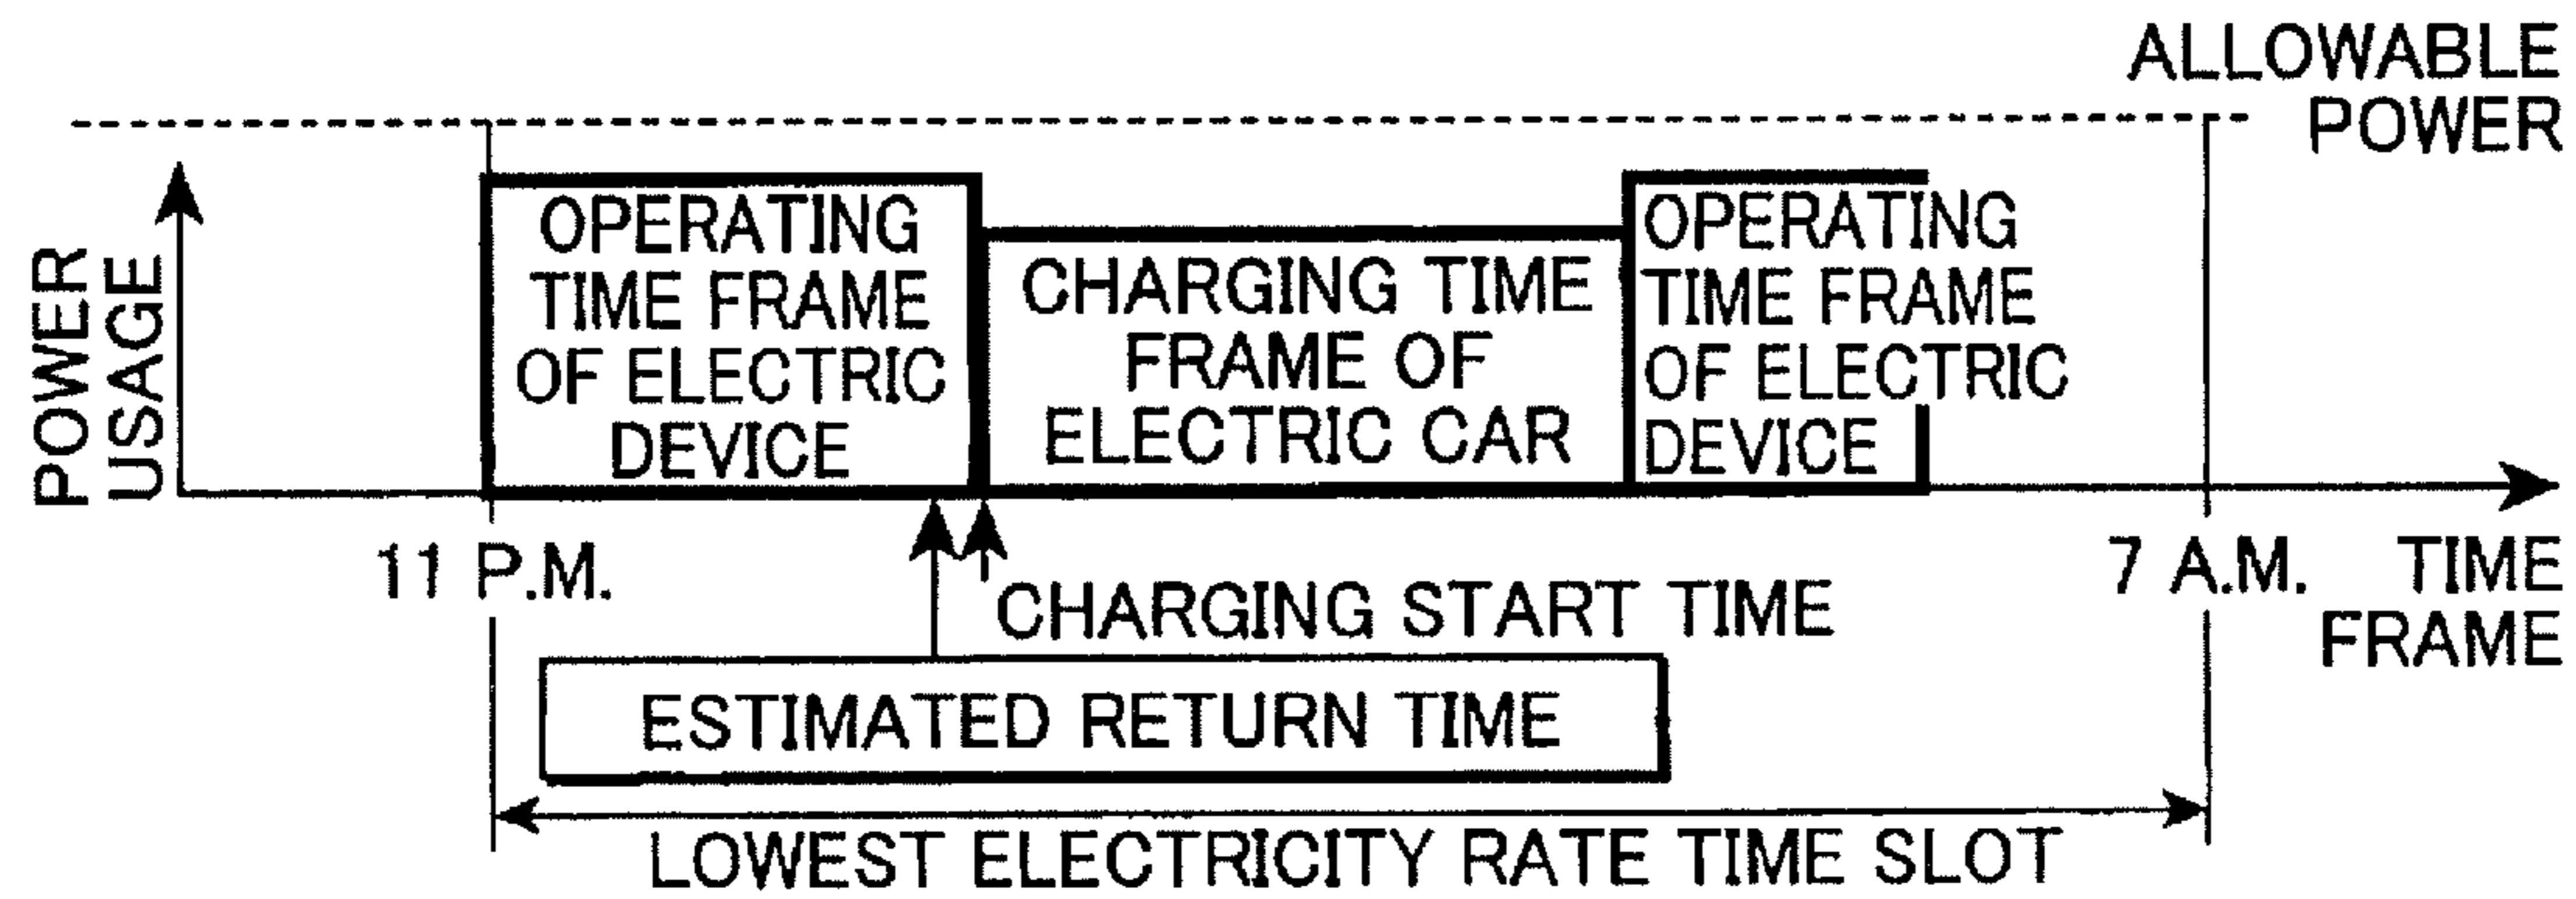 ALLOWABLE
POWER
POWER
USAGE
OPERATING
TIME FRAME
OF ELECTRIC
DEVICE
CHARGING TIME
FRAME OF
ELECTRIC CAR
OPERATING
TIME FRAME
OF ELECTRIC
DEVICE
11 P.M.
7 A.M.
TIME
FRAME
CHARGING START TIME
ESTIMATED RETURN TIME
LOWEST ELECTRICITY RATE TIME SLOT